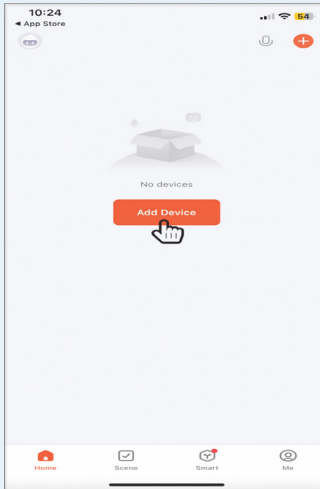 10:24
54
◄ App Store
No devices
Add Device
Home
Scene
Smart
Me